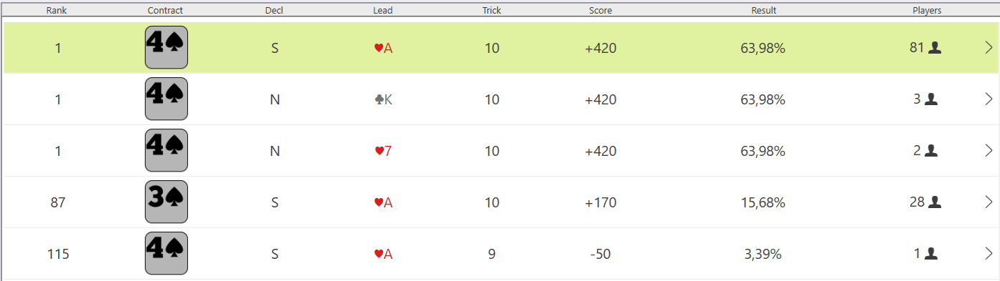 Rank Contract Decl Lead Trick Score Result Players
1 4♠ S ♥A 10 +420 63,98% 81
1 4♠ N ♣K 10 +420 63,98% 3
1 4♠ N ♥7 10 +420 63,98% 2
87 3♠ S ♥A 10 +170 15,68% 28
115 4♠ S ♥A 9 -50 3,39% 1